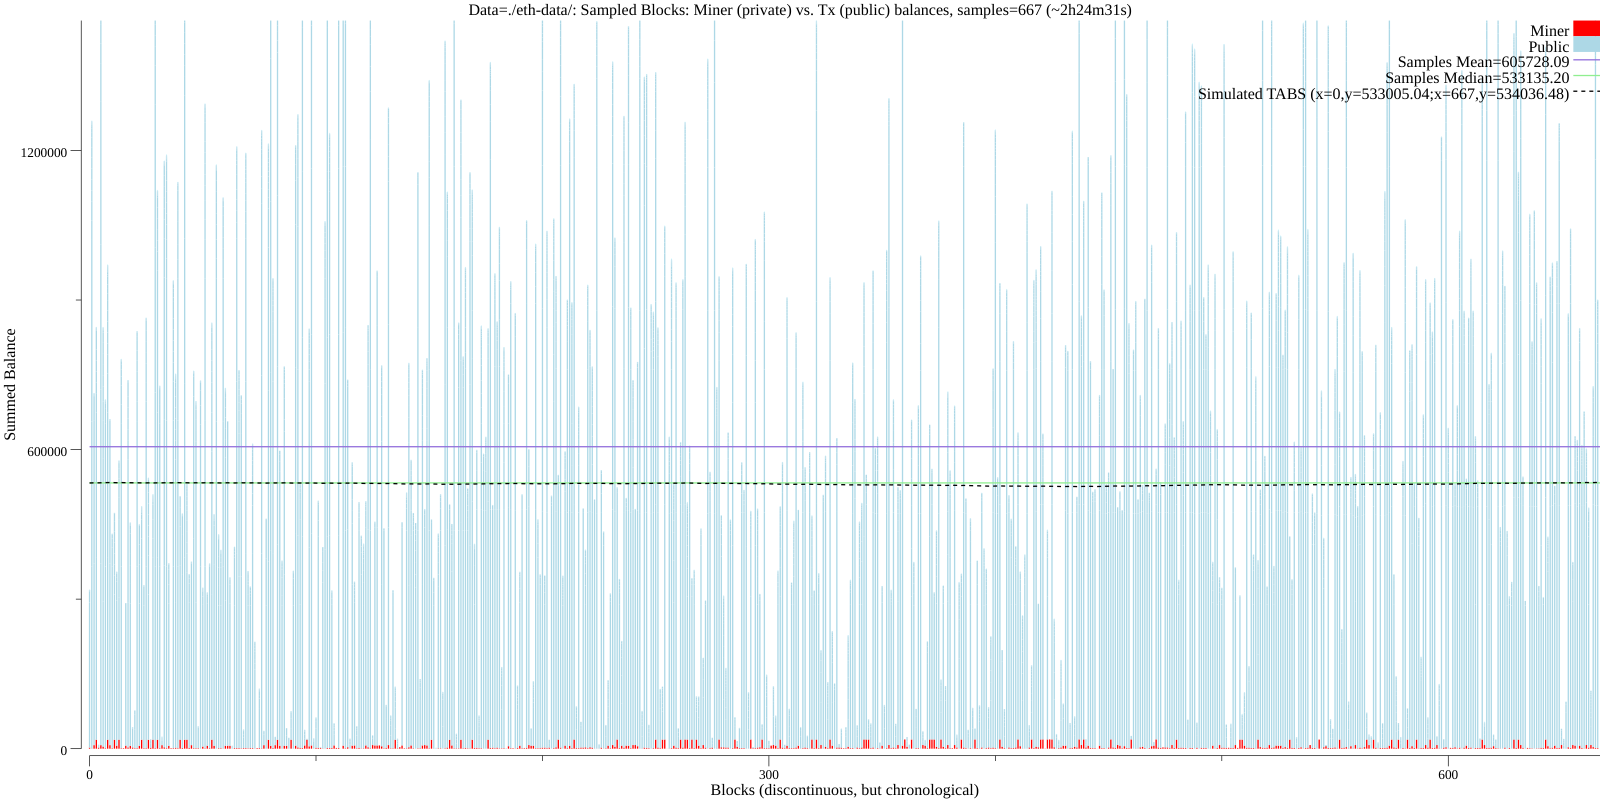 Data=./eth-data/: Sampled Blocks: Miner (private) vs. Tx (public) balances, samples=667 (~2h24m31s)
Miner
Public
Samples Mean=605728.09
Samples Median=533135.20
Simulated TABS (x=0,y=533005.04;x=667,y=534036.48)
1200000
600000
0
Summed Balance
0
300
600
Blocks (discontinuous, but chronological)